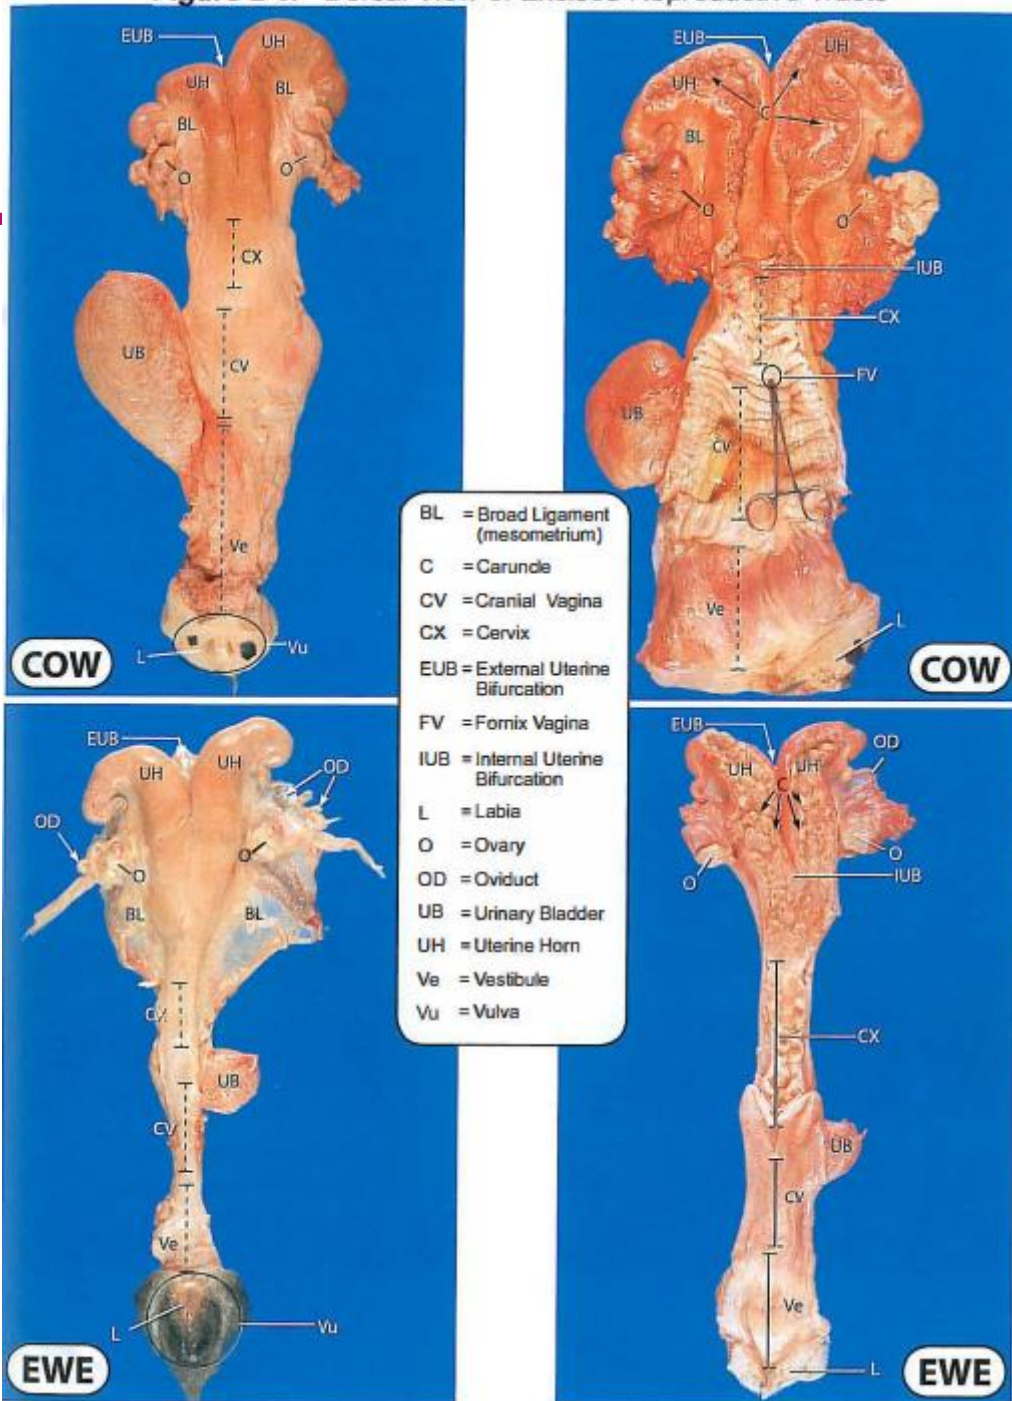 Dorsal View of Excised Reproductive Tracts
EUB
UH
UH
BL
BL
O
O
CX
UB
CV
Ve
L
Vu
COW
EUB
UH
UH
C
BL
O
O
IUB
CX
FV
UB
CV
Ve
L
COW
BL = Broad Ligament
(mesometrium)
C = Caruncle
CV = Cranial Vagina
CX = Cervix
EUB = External Uterine
Bifurcation
FV = Fornix Vagina
IUB = Internal Uterine
Bifurcation
L = Labia
O = Ovary
OD = Oviduct
UB = Urinary Bladder
UH = Uterine Horn
Ve = Vestibule
Vu = Vulva
EUB
UH
UH
OD
OD
O
O
BL
BL
CX
UB
CV
Ve
L
Vu
EWE
EUB
OD
UH
UH
C
O
O
IUB
CX
UB
CV
Ve
L
EWE